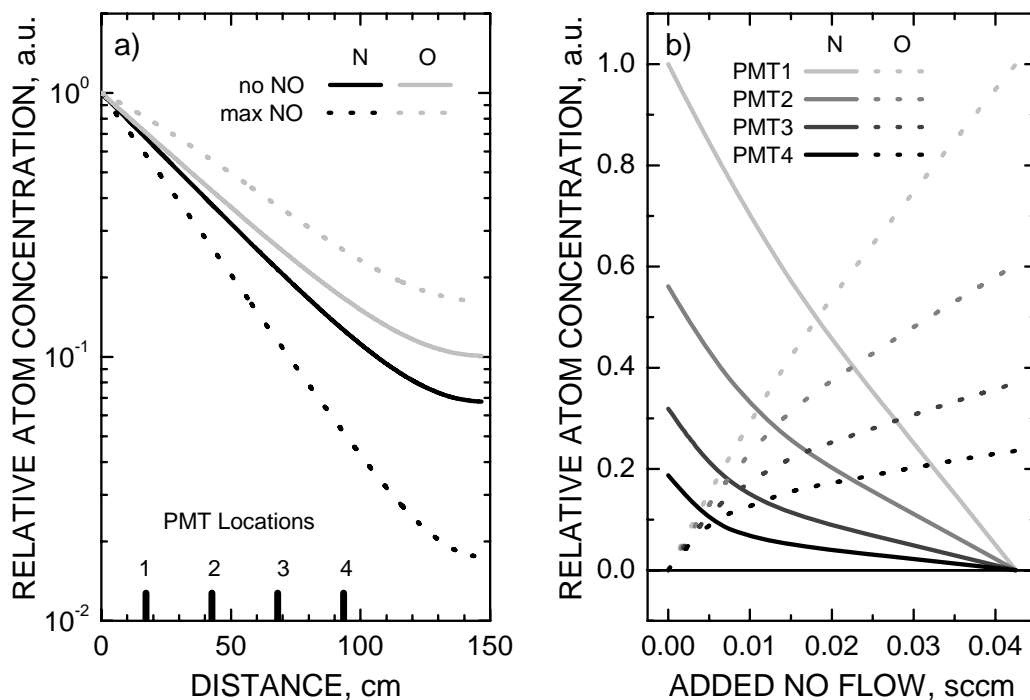 a)
N O
no NO
max NO
RELATIVE ATOM CONCENTRATION, a.u.
10^0
10^-1
10^-2
PMT Locations
1 2 3 4
0 50 100 150
DISTANCE, cm
b)
N O
PMT1
PMT2
PMT3
PMT4
RELATIVE ATOM CONCENTRATION, a.u.
1.0
0.8
0.6
0.4
0.2
0.0
0.00 0.01 0.02 0.03 0.04
ADDED NO FLOW, sccm